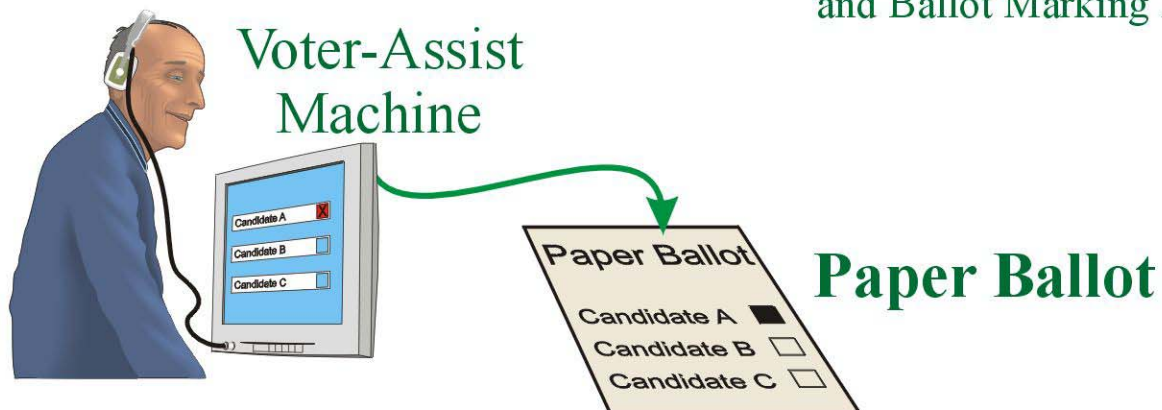 and Ballot Marking
Voter-Assist
Machine
Candidate A X
Candidate B
Candidate C
Paper Ballot
Candidate A
Candidate B
Candidate C
Paper Ballot